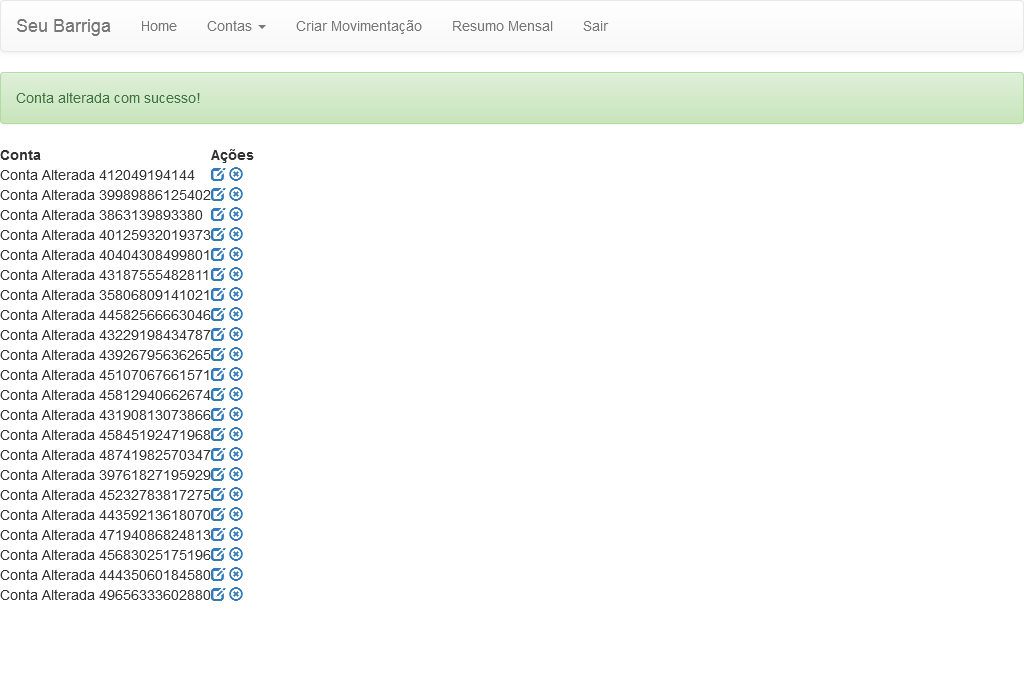 Seu Barriga Home Contas Criar Movimentação Resumo Mensal Sair
Conta alterada com sucesso!
Conta Ações
Conta Alterada 412049194144
Conta Alterada 39989886125402
Conta Alterada 3863139893380
Conta Alterada 40125932019373
Conta Alterada 40404308499801
Conta Alterada 43187555482811
Conta Alterada 35806809141021
Conta Alterada 44582566663046
Conta Alterada 43229198434787
Conta Alterada 43926795636265
Conta Alterada 45107067661571
Conta Alterada 45812940662674
Conta Alterada 43190813073866
Conta Alterada 45845192471968
Conta Alterada 48741982570347
Conta Alterada 39761827195929
Conta Alterada 45232783817275
Conta Alterada 44359213618070
Conta Alterada 47194086824813
Conta Alterada 45683025175196
Conta Alterada 44435060184580
Conta Alterada 49656333602880